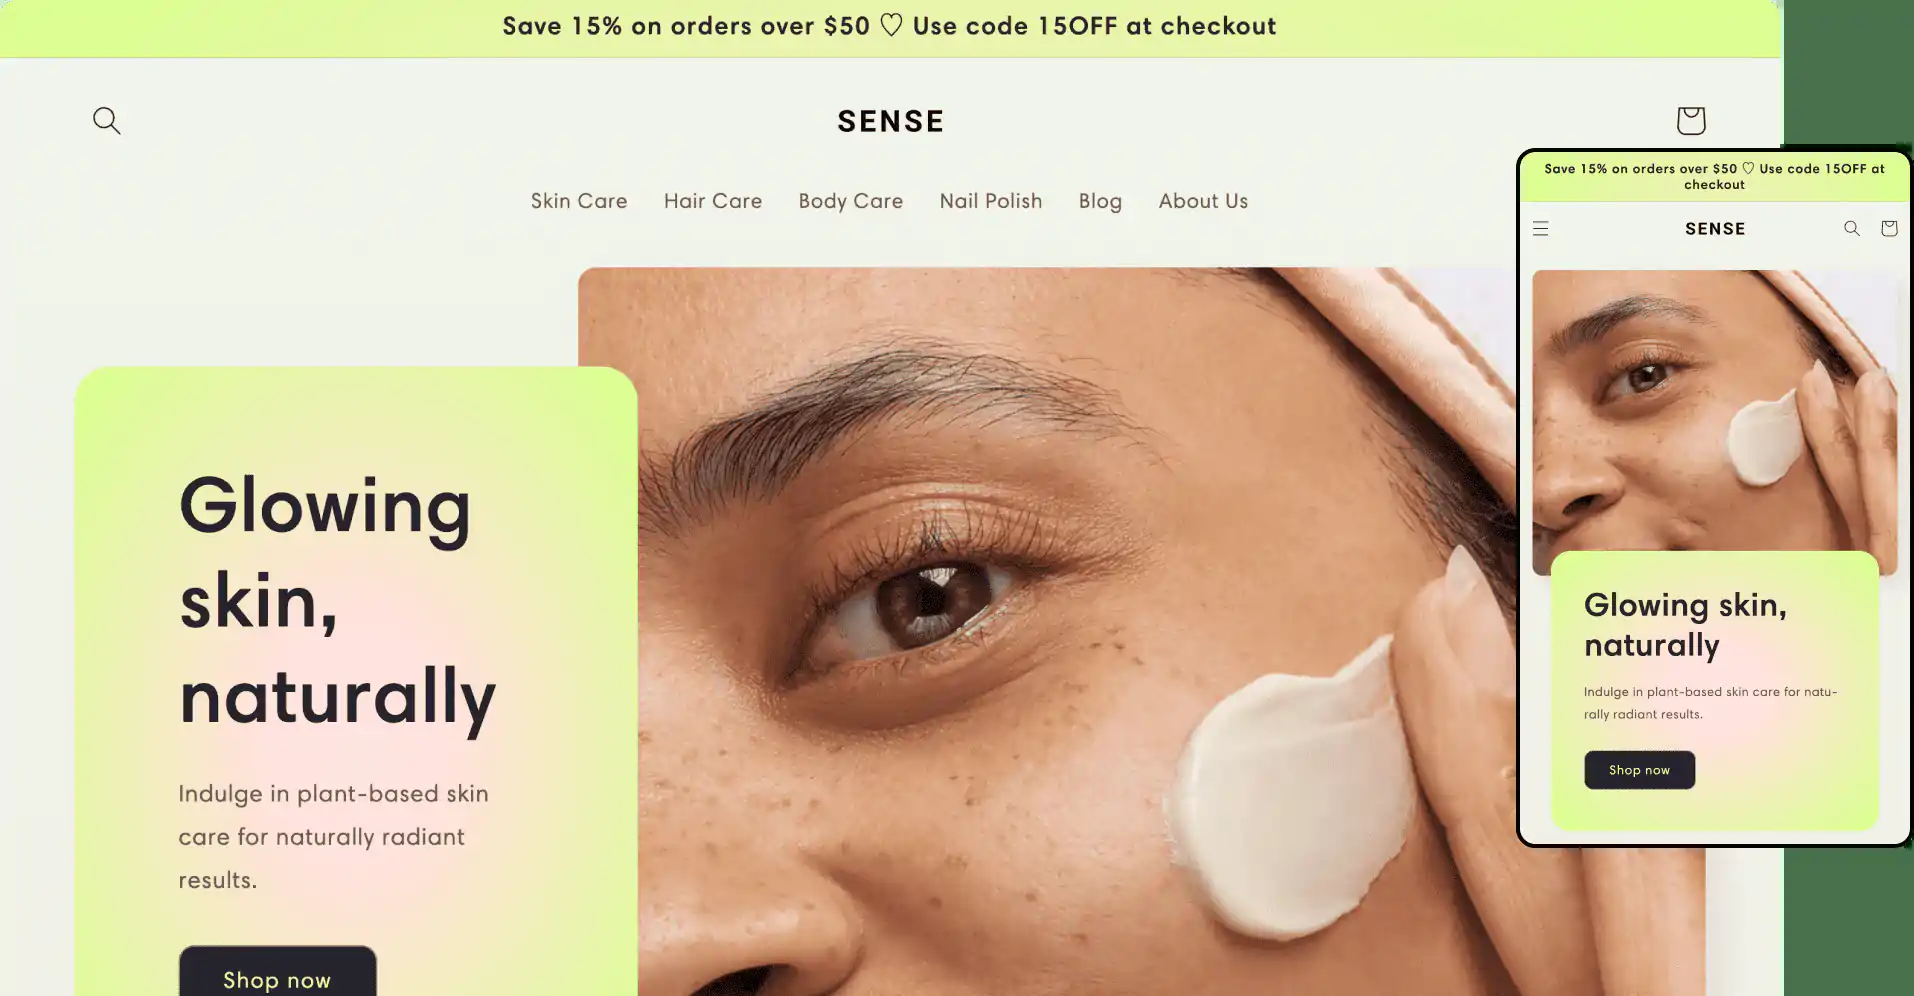 Save 15% on orders over $50 ♡ Use code 15OFF at checkout
SENSE
Skin Care Hair Care Body Care Nail Polish Blog About Us
Glowing
skin,
naturally
Indulge in plant-based skin
care for naturally radiant
results.
Shop now
Save 15% on orders over $50 ♡ Use code 15OFF at
checkout
SENSE
Glowing skin,
naturally
Indulge in plant-based skin care for natu-
rally radiant results.
Shop now